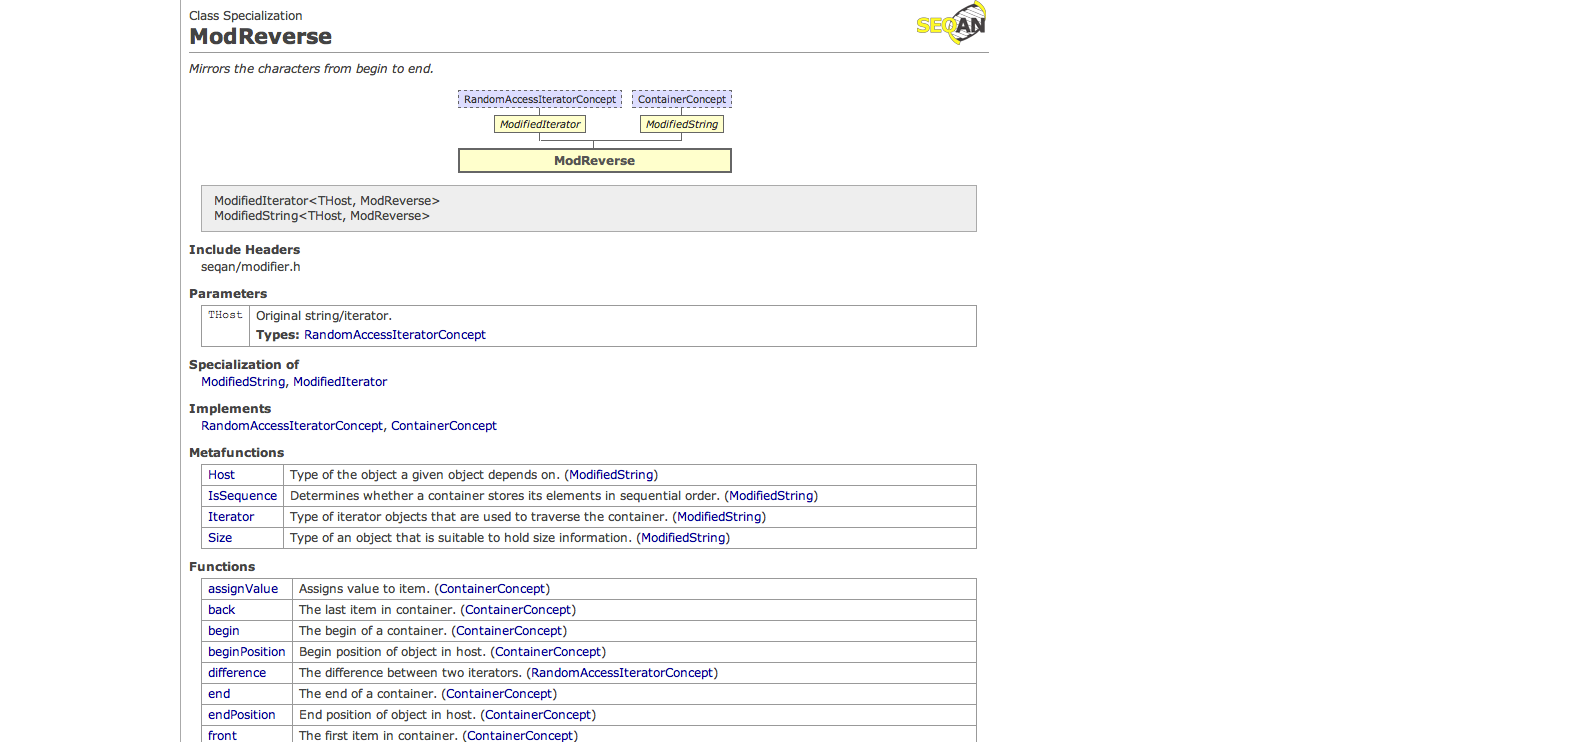 Class Specialization
SEQAN
ModReverse
Mirrors the characters from begin to end.
RandomAccessIteratorConcept ContainerConcept
ModifiedIterator ModifiedString
ModReverse
ModifiedIterator<THost, ModReverse>
ModifiedString<THost, ModReverse>
Include Headers
seqan/modifier.h
Parameters
THost Original string/iterator.
Types: RandomAccessIteratorConcept
Specialization of
ModifiedString, ModifiedIterator
Implements
RandomAccessIteratorConcept, ContainerConcept
Metafunctions
Host Type of the object a given object depends on. (ModifiedString)
IsSequence Determines whether a container stores its elements in sequential order. (ModifiedString)
Iterator Type of iterator objects that are used to traverse the container. (ModifiedString)
Size Type of an object that is suitable to hold size information. (ModifiedString)
Functions
assignValue Assigns value to item. (ContainerConcept)
back The last item in container. (ContainerConcept)
begin The begin of a container. (ContainerConcept)
beginPosition Begin position of object in host. (ContainerConcept)
difference The difference between two iterators. (RandomAccessIteratorConcept)
end The end of a container. (ContainerConcept)
endPosition End position of object in host. (ContainerConcept)
front The first item in container. (ContainerConcept)